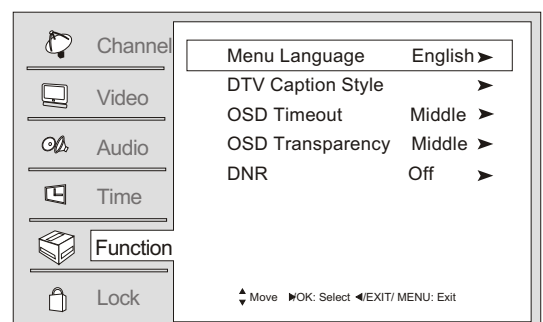 Channel
Video
Audio
Time
Function
Lock
Menu Language English
DTV Caption Style
OSD Timeout Middle
OSD Transparency Middle
DNR Off
Move /OK: Select /EXIT/ MENU: Exit